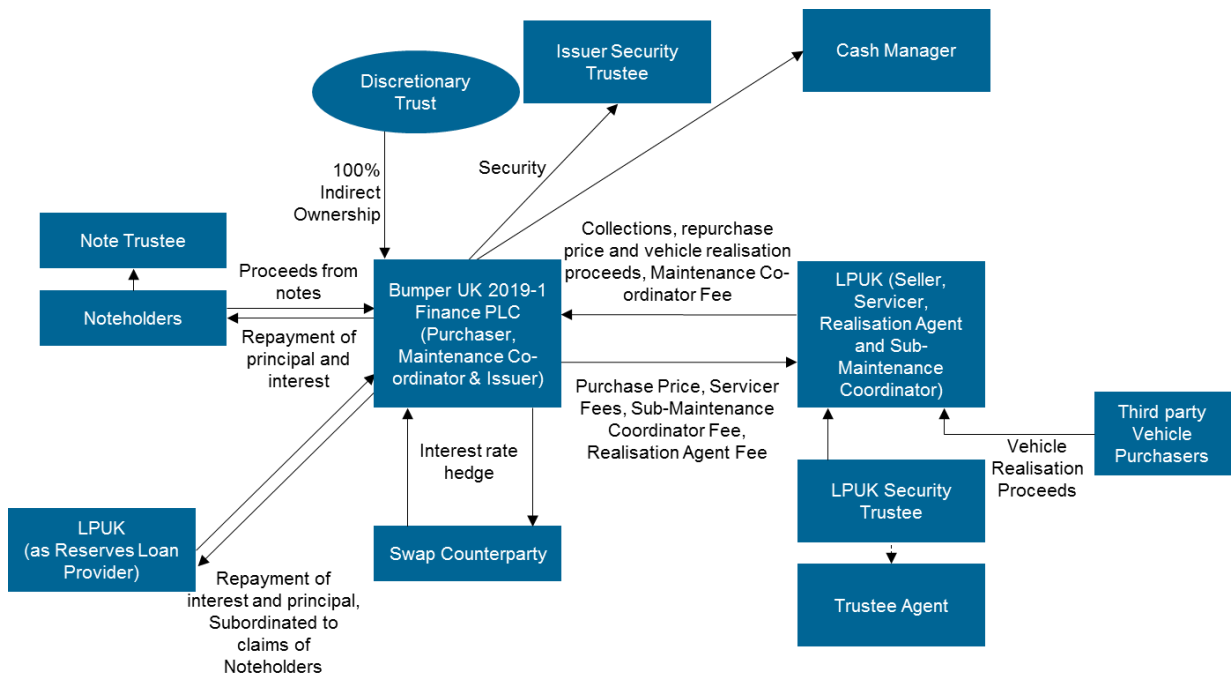 Issuer Security
Trustee
Cash Manager
Discretionary
Trust
100%
Indirect
Ownership
Security
Note Trustee
Proceeds from
notes
Noteholders
Repayment of
principal and
interest
Bumper UK 2019-1
Finance PLC
(Purchaser,
Maintenance Co-
ordinator & Issuer)
Collections, repurchase
price and vehicle realisation
proceeds, Maintenance Co-
ordinator Fee
LPUK (Seller,
Servicer,
Realisation Agent
and Sub-
Maintenance
Coordinator)
Purchase Price, Servicer
Fees, Sub-Maintenance
Coordinator Fee,
Realisation Agent Fee
Third party
Vehicle
Purchasers
Vehicle
Realisation
Proceeds
Interest rate
hedge
LPUK Security
Trustee
LPUK
(as Reserves Loan
Provider)
Swap Counterparty
Repayment of
interest and principal,
Subordinated to
claims of
Noteholders
Trustee Agent